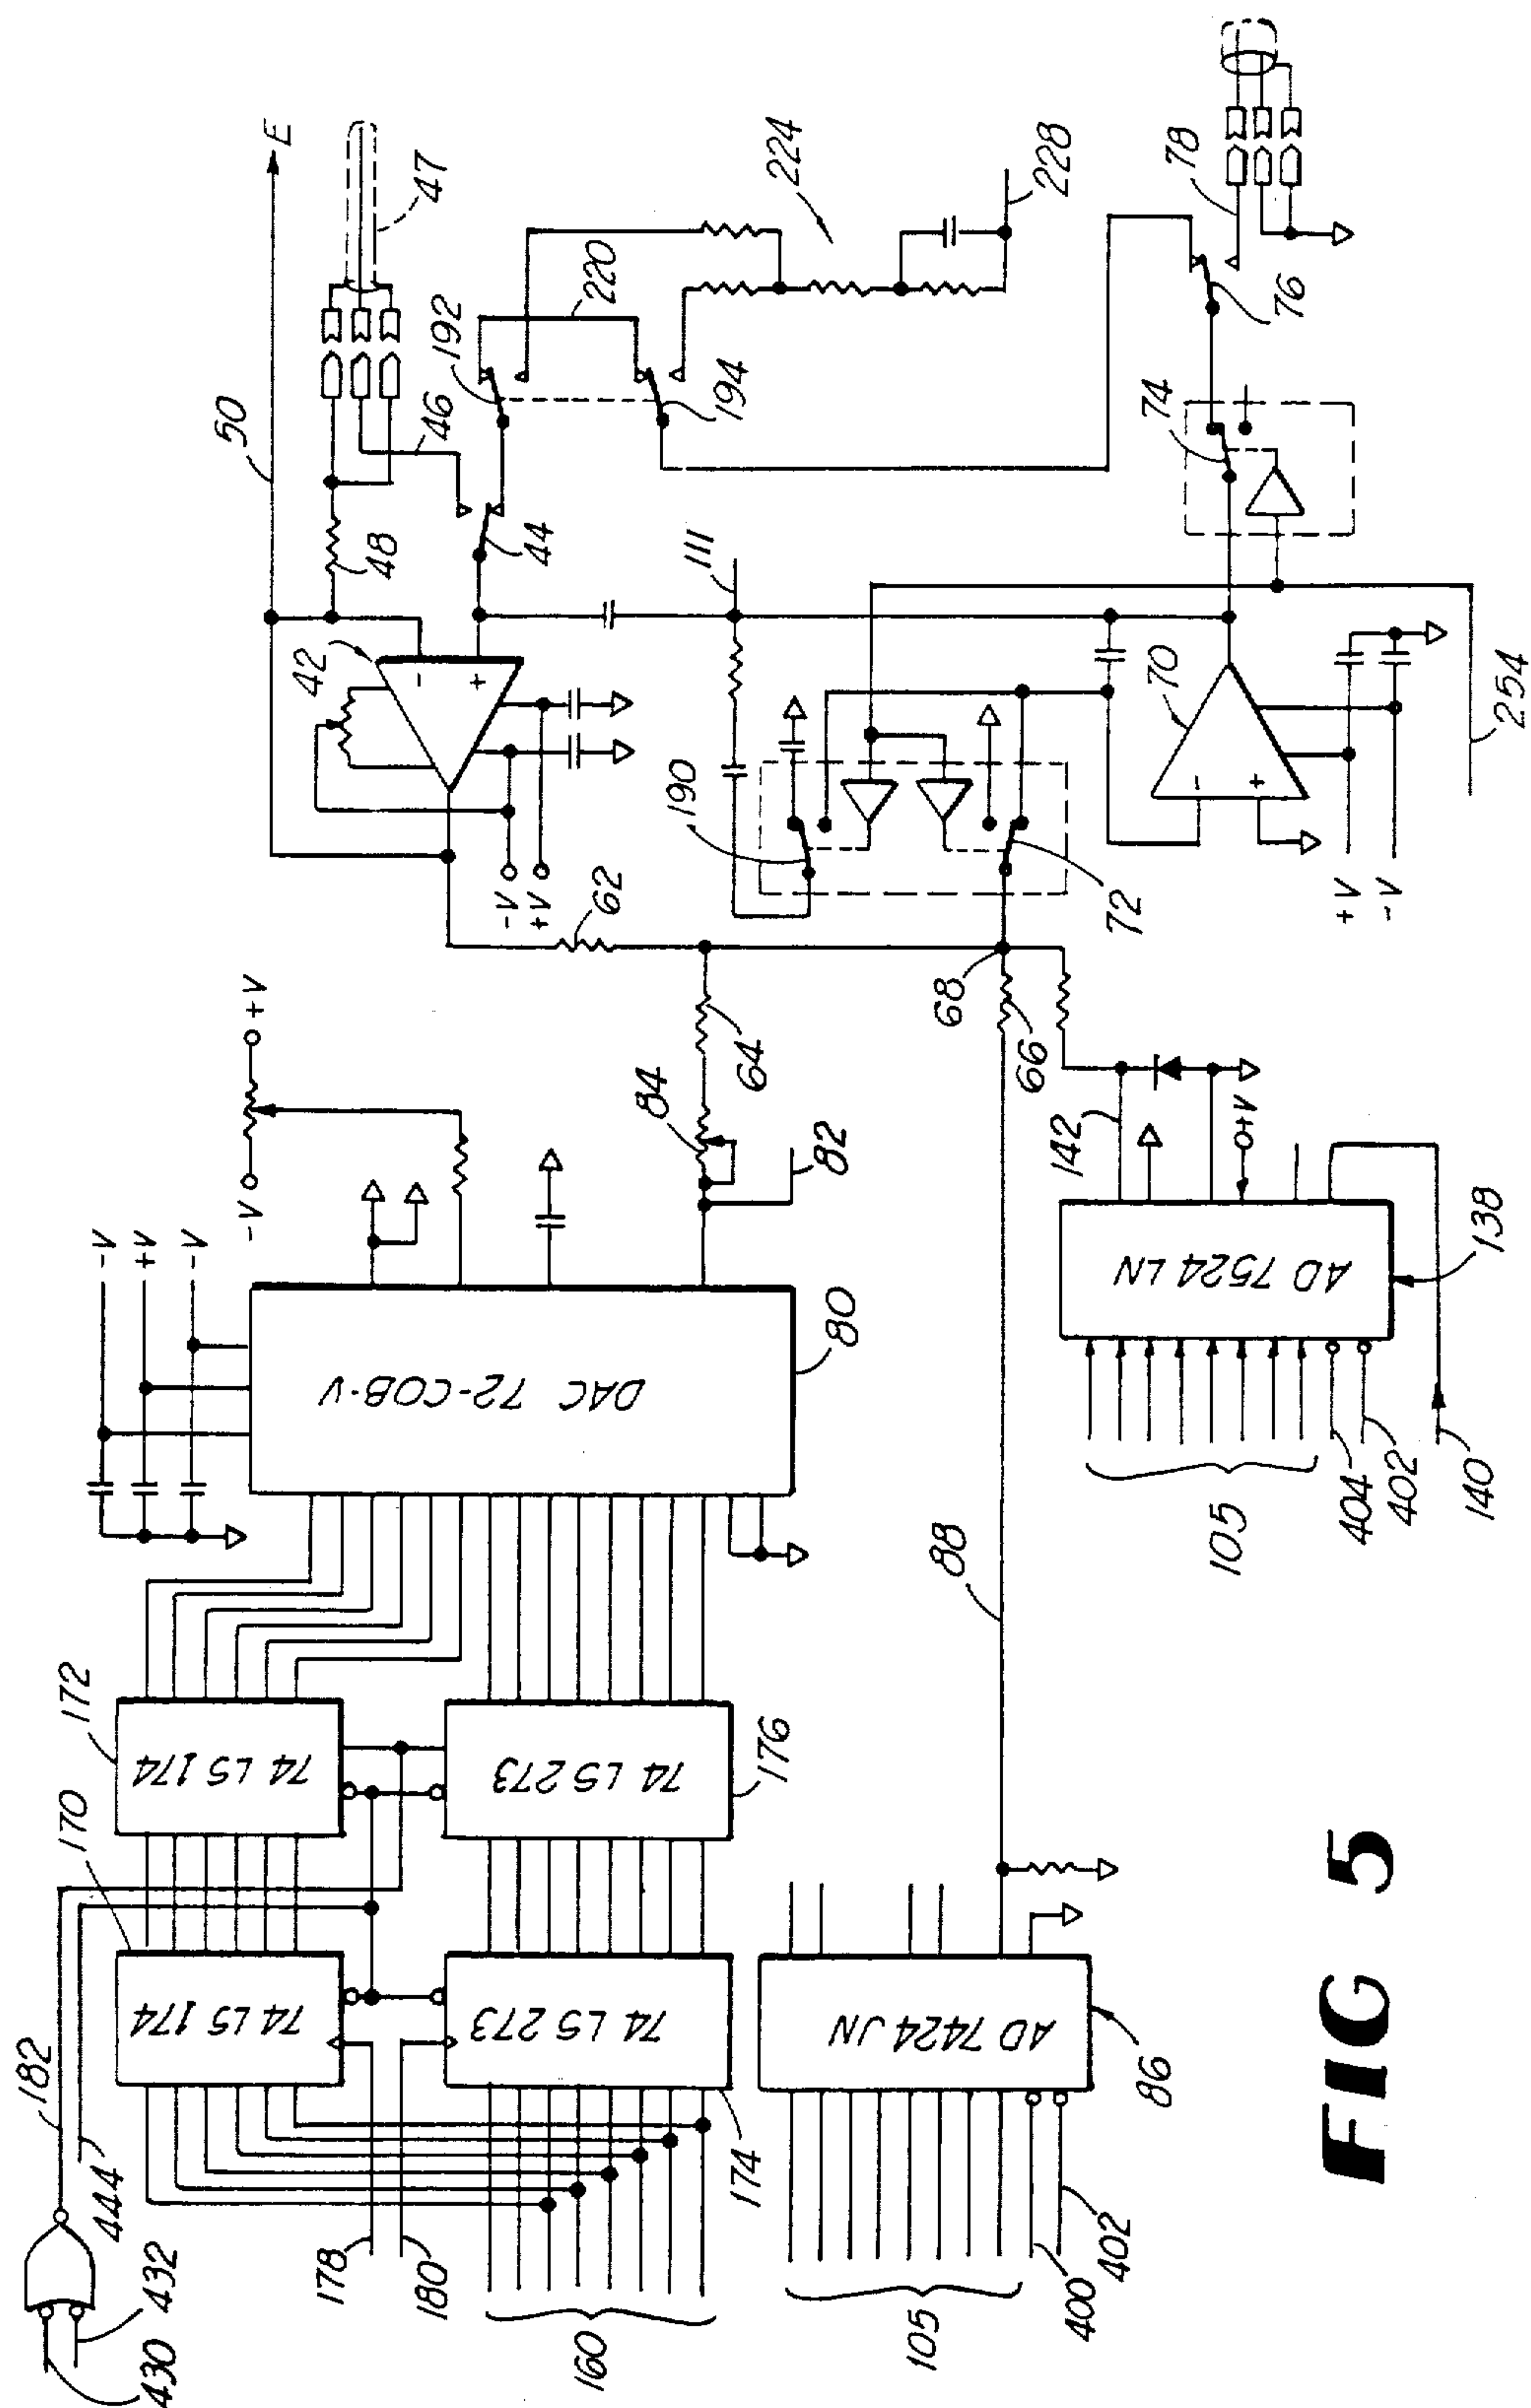 430
432
182
444
178
180
160
170
172
74 LS 174
74 LS 174
74 LS 273
74 LS 273
174
176
105
400
402
AD 7424 JN
86
88
-V
+V
-V
DAC 72-COB-V
80
-V
+V
82
84
64
62
66
68
105
404
402
140
AD 7524 LN
138
142
+V
50
E
42
-
+
-V
+V
48
47
46
44
192
194
220
224
228
111
190
72
70
-
+
+V
-V
254
74
76
78
FIG 5